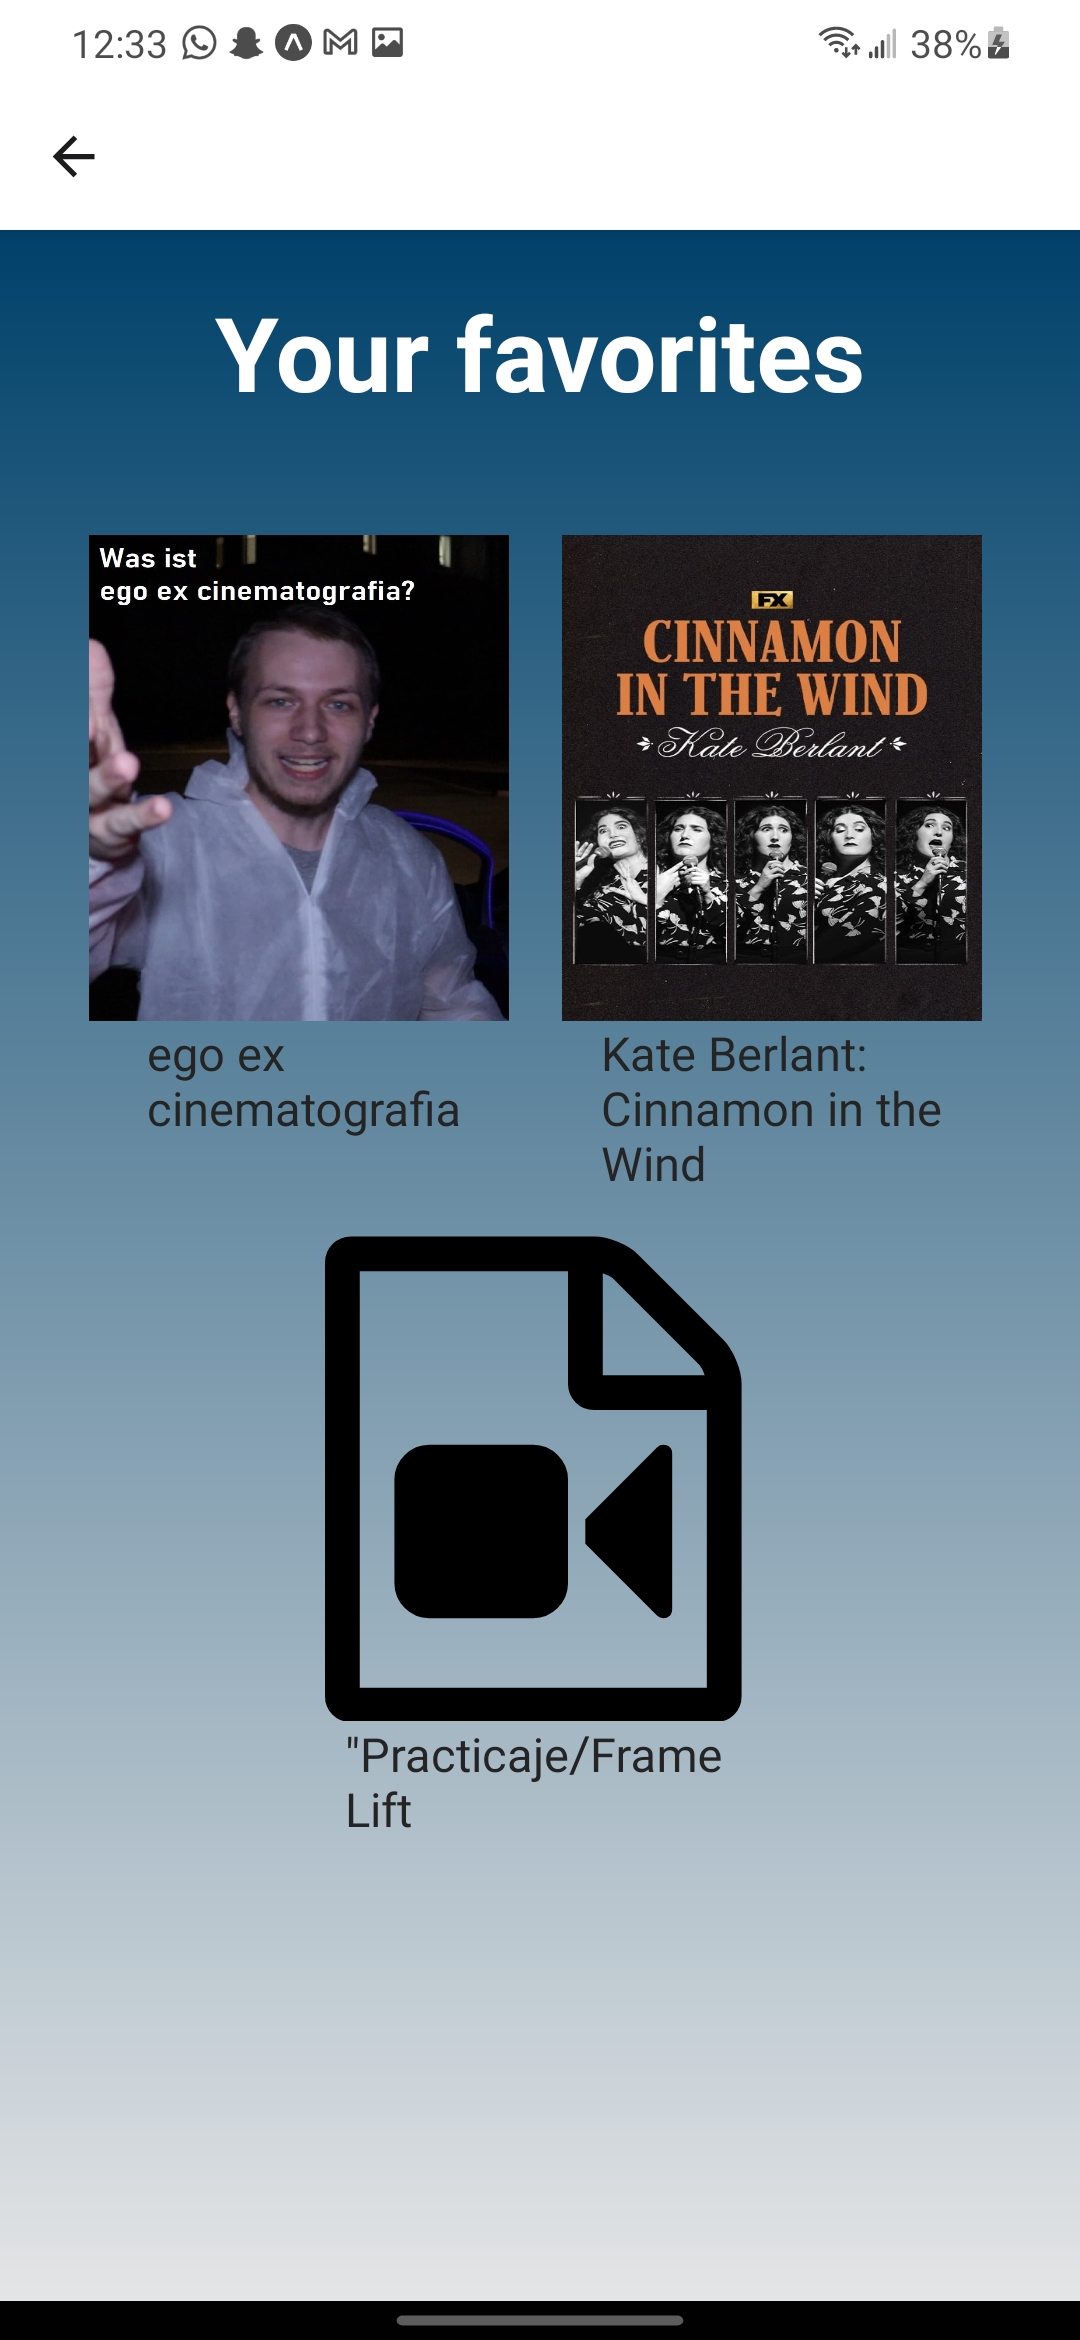 12:33
38%
Your favorites
Was ist
ego ex cinematografia?
FX
CINNAMON
IN THE WIND
Kate Berlant
ego ex
cinematografia
Kate Berlant:
Cinnamon in the
Wind
"Practicaje/Frame
Lift